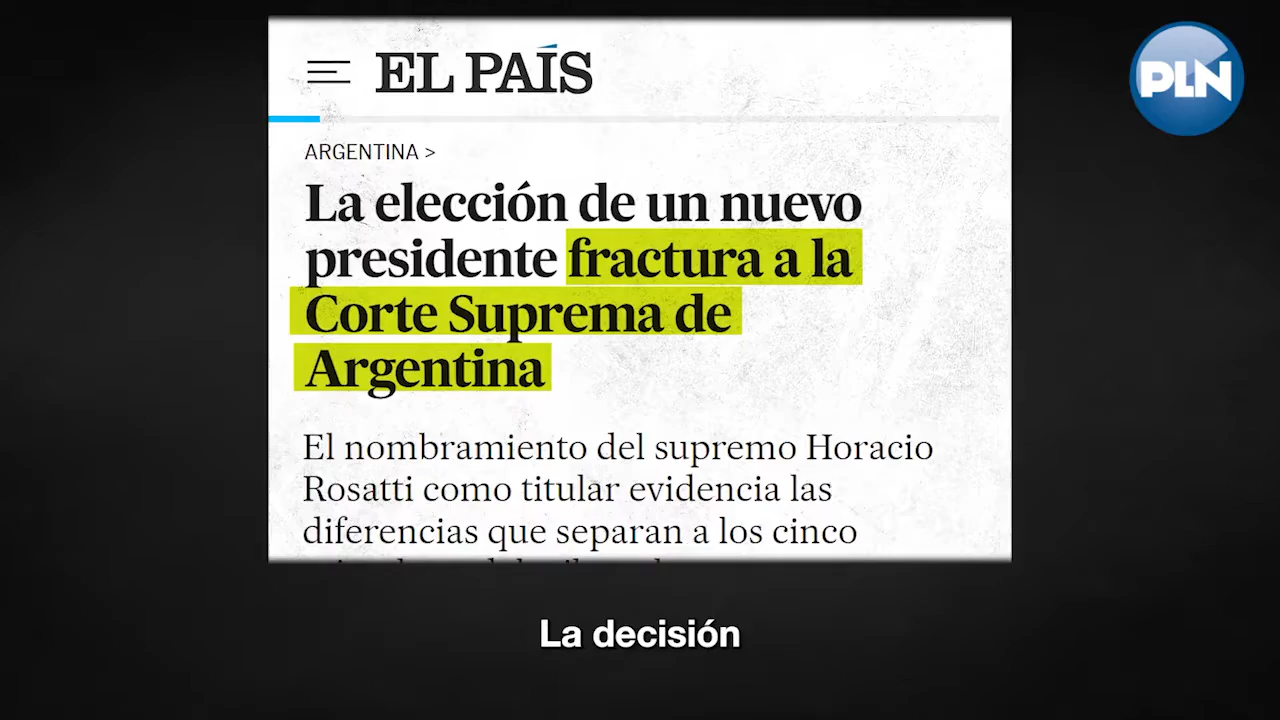 EL PAÍS
PLN
ARGENTINA >
La elección de un nuevo
presidente fractura a la
Corte Suprema de
Argentina
El nombramiento del supremo Horacio
Rosatti como titular evidencia las
diferencias que separan a los cinco
La decisión